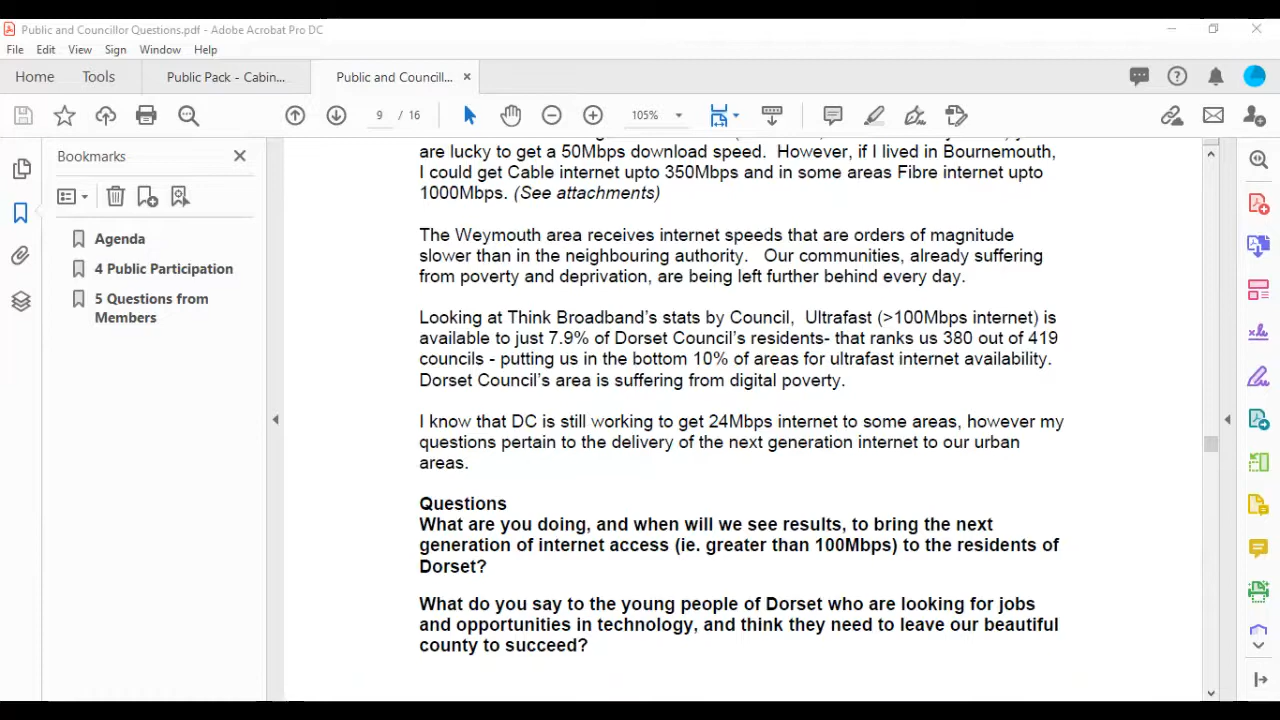 Public and Councillor Questions.pdf - Adobe Acrobat Pro DC
File Edit View Sign Window Help
Home Tools Public Pack - Cabin... Public and Councill... ×
9 / 16 105%
Bookmarks
Agenda
4 Public Participation
5 Questions from
Members
are lucky to get a 50Mbps download speed. However, if I lived in Bournemouth,
I could get Cable internet upto 350Mbps and in some areas Fibre internet upto
1000Mbps. (See attachments)
The Weymouth area receives internet speeds that are orders of magnitude
slower than in the neighbouring authority. Our communities, already suffering
from poverty and deprivation, are being left further behind every day.
Looking at Think Broadband's stats by Council, Ultrafast (>100Mbps internet) is
available to just 7.9% of Dorset Council's residents- that ranks us 380 out of 419
councils - putting us in the bottom 10% of areas for ultrafast internet availability.
Dorset Council's area is suffering from digital poverty.
I know that DC is still working to get 24Mbps internet to some areas, however my
questions pertain to the delivery of the next generation internet to our urban
areas.
Questions
What are you doing, and when will we see results, to bring the next
generation of internet access (ie. greater than 100Mbps) to the residents of
Dorset?
What do you say to the young people of Dorset who are looking for jobs
and opportunities in technology, and think they need to leave our beautiful
county to succeed?